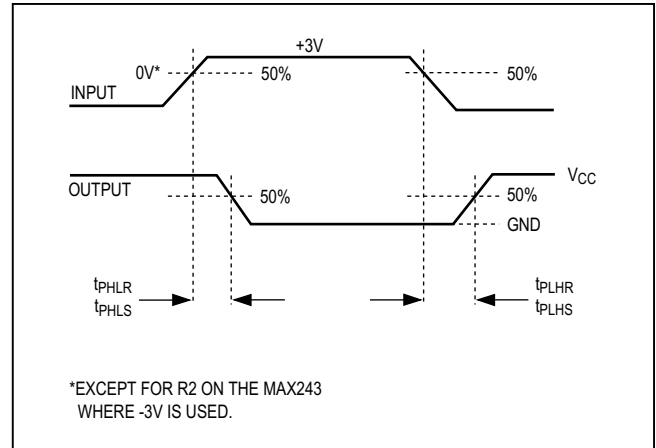 +3V
0V* 50% 50%
INPUT
VCC
OUTPUT 50% 50%
GND
tPHLR tPLHR
tPHLS tPLHS
*EXCEPT FOR R2 ON THE MAX243
WHERE -3V IS USED.